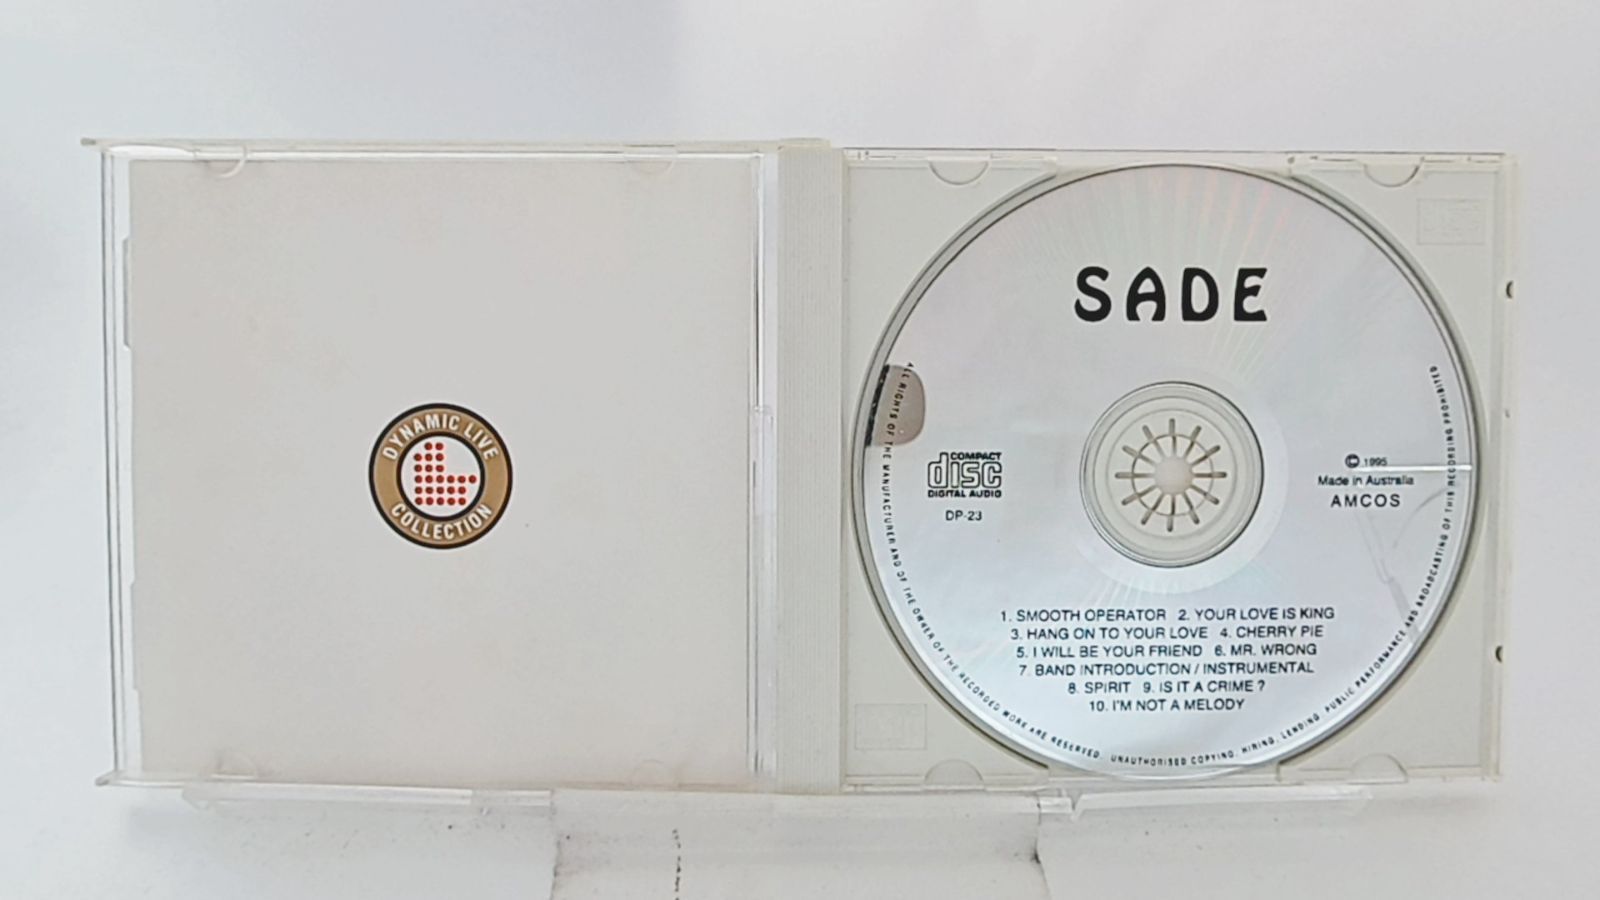 DYNAMIC LIVE
COLLECTION
SADE
COMPACT
disc
DIGITAL AUDIO
DP-23
© 1995
Made in Australia
AMCOS
1. SMOOTH OPERATOR 2. YOUR LOVE IS KING
3. HANG ON TO YOUR LOVE 4. CHERRY PIE
5. I WILL BE YOUR FRIEND 6. MR. WRONG
7. BAND INTRODUCTION / INSTRUMENTAL
8. SPIRIT 9. IS IT A CRIME ?
10. I'M NOT A MELODY
ALL RIGHTS OF THE MANUFACTURER AND OF THE OWNER OF THE RECORDED WORK ARE RESERVED. UNAUTHORISED COPYING, HIRING, LENDING, PUBLIC PERFORMANCE AND BROADCASTING OF THIS RECORDING PROHIBITED